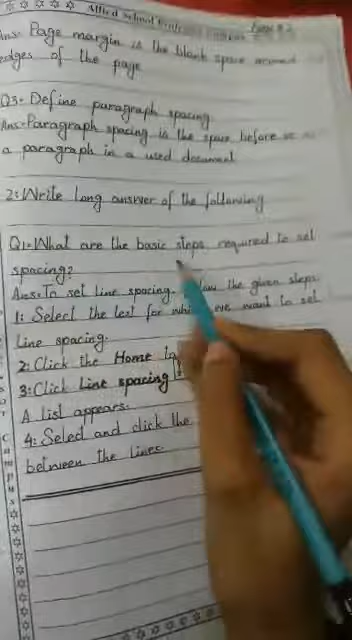 Allied School
Ans: Page margin is the blank space around
edges of the page
Q3:- Define paragraph spacing
Ans:- Paragraph spacing is the space before
a paragraph in a used document
2: Write long answer of the following
Q1:- What are the basic steps required to set
spacing?
Ans:- To set line spacing. the given steps
1: Select the text for we want to set
line spacing.
2: Click the Home
3: Click Line spacing
A list appears.
4: Select and click the
between the lines
Campus